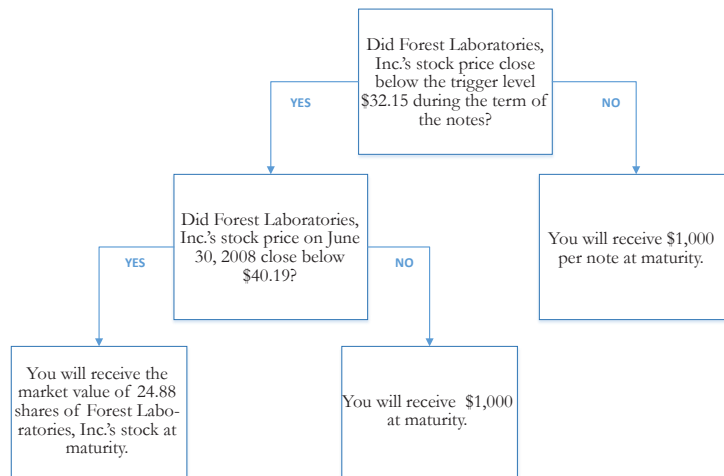 Did Forest Laboratories,
Inc.'s stock price close
below the trigger level
$32.15 during the term of
the notes?
YES
NO
Did Forest Laboratories,
Inc.'s stock price on June
30, 2008 close below
$40.19?
You will receive $1,000
per note at maturity.
YES
NO
You will receive the
market value of 24.88
shares of Forest Labo-
ratories, Inc.'s stock at
maturity.
You will receive $1,000
at maturity.